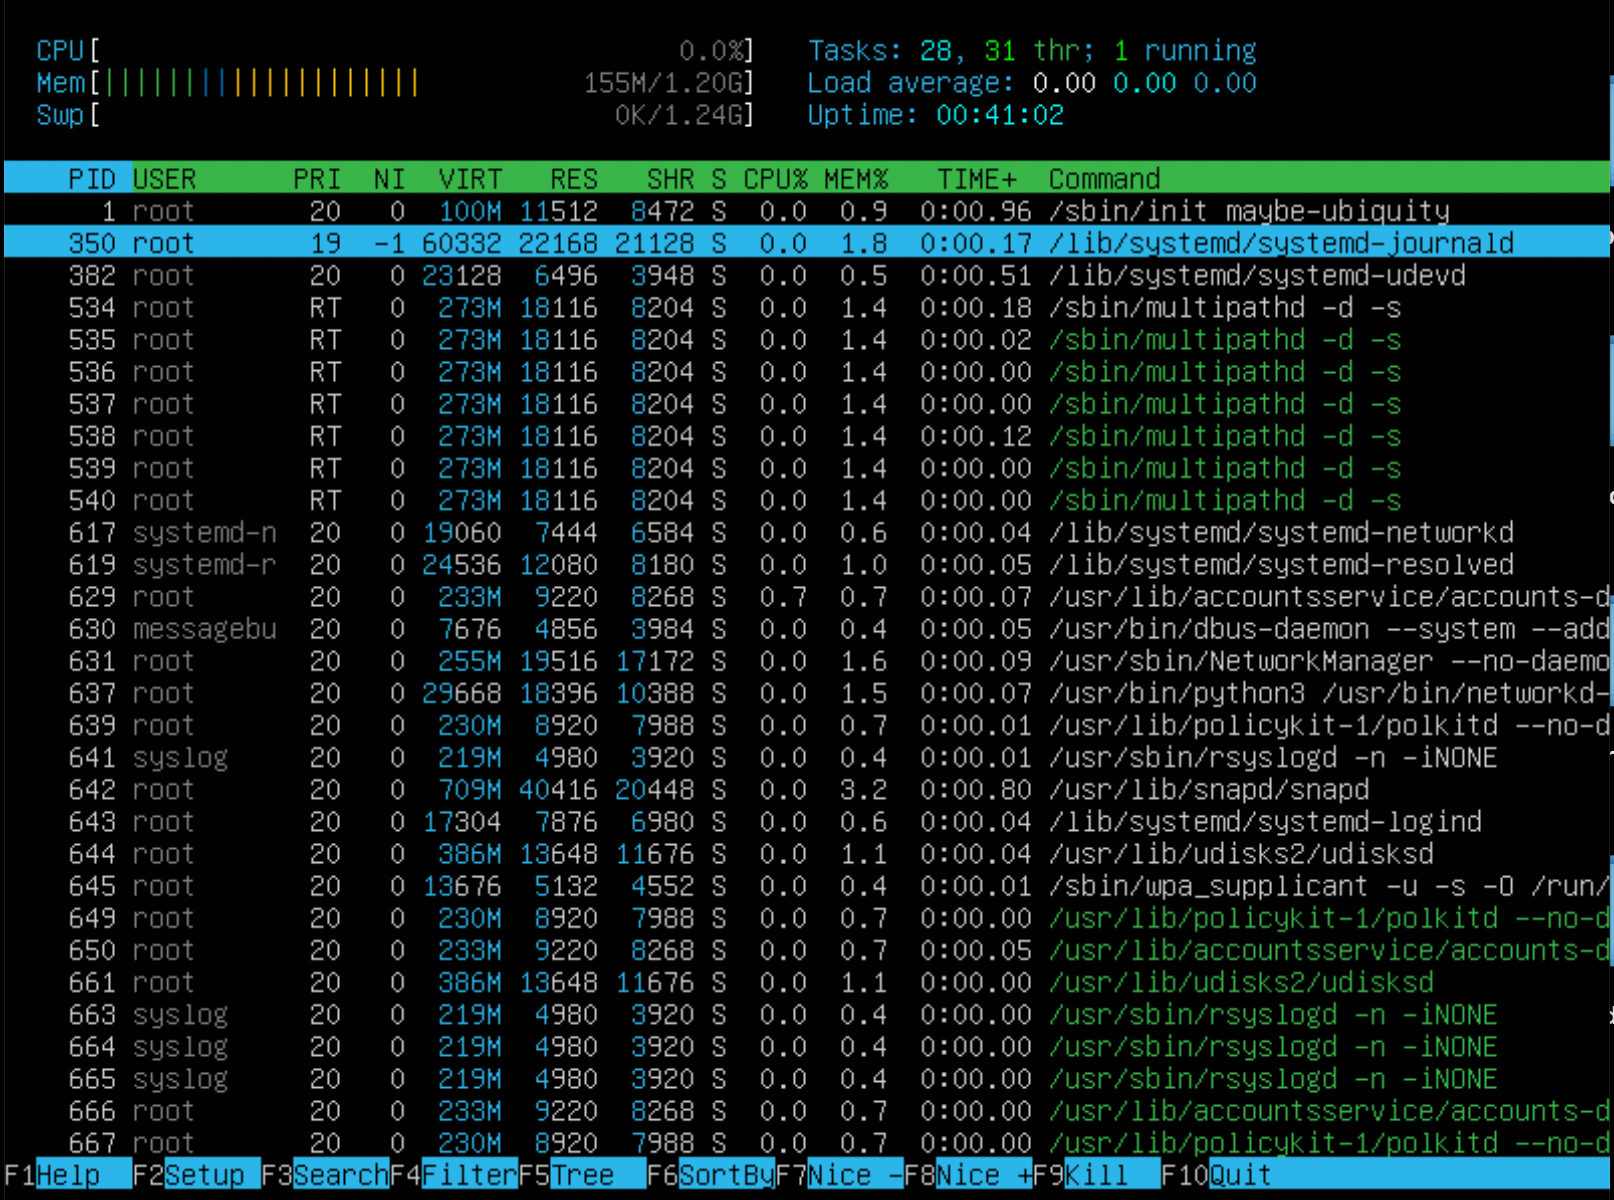 CPU[ 0.0%] Tasks: 28, 31 thr; 1 running
Mem[|||||||||||||||||||| 155M/1.20G] Load average: 0.00 0.00 0.00
Swp[ 0K/1.24G] Uptime: 00:41:02
PID USER PRI NI VIRT RES SHR S CPU% MEM% TIME+ Command
1 root 20 0 100M 11512 8472 S 0.0 0.9 0:00.96 /sbin/init maybe-ubiquity
350 root 19 -1 60332 22168 21128 S 0.0 1.8 0:00.17 /lib/systemd/systemd-journald
382 root 20 0 23128 6496 3948 S 0.0 0.5 0:00.51 /lib/systemd/systemd-udevd
534 root RT 0 273M 18116 8204 S 0.0 1.4 0:00.18 /sbin/multipathd -d -s
535 root RT 0 273M 18116 8204 S 0.0 1.4 0:00.02 /sbin/multipathd -d -s
536 root RT 0 273M 18116 8204 S 0.0 1.4 0:00.00 /sbin/multipathd -d -s
537 root RT 0 273M 18116 8204 S 0.0 1.4 0:00.00 /sbin/multipathd -d -s
538 root RT 0 273M 18116 8204 S 0.0 1.4 0:00.12 /sbin/multipathd -d -s
539 root RT 0 273M 18116 8204 S 0.0 1.4 0:00.00 /sbin/multipathd -d -s
540 root RT 0 273M 18116 8204 S 0.0 1.4 0:00.00 /sbin/multipathd -d -s
617 systemd-n 20 0 19060 7444 6584 S 0.0 0.6 0:00.04 /lib/systemd/systemd-networkd
619 systemd-r 20 0 24536 12080 8180 S 0.0 1.0 0:00.05 /lib/systemd/systemd-resolved
629 root 20 0 233M 9220 8268 S 0.7 0.7 0:00.07 /usr/lib/accountsservice/accounts-d
630 messagebu 20 0 7676 4856 3984 S 0.0 0.4 0:00.05 /usr/bin/dbus-daemon --system --add
631 root 20 0 255M 19516 17172 S 0.0 1.6 0:00.09 /usr/sbin/NetworkManager --no-daemo
637 root 20 0 29668 18396 10388 S 0.0 1.5 0:00.07 /usr/bin/python3 /usr/bin/networkd-
639 root 20 0 230M 8920 7988 S 0.0 0.7 0:00.01 /usr/lib/policykit-1/polkitd --no-d
641 syslog 20 0 219M 4980 3920 S 0.0 0.4 0:00.01 /usr/sbin/rsyslogd -n -iNONE
642 root 20 0 709M 40416 20448 S 0.0 3.2 0:00.80 /usr/lib/snapd/snapd
643 root 20 0 17304 7876 6980 S 0.0 0.6 0:00.04 /lib/systemd/systemd-logind
644 root 20 0 386M 13648 11676 S 0.0 1.1 0:00.04 /usr/lib/udisks2/udisksd
645 root 20 0 13676 5132 4552 S 0.0 0.4 0:00.01 /sbin/wpa_supplicant -u -s -O /run/
649 root 20 0 230M 8920 7988 S 0.0 0.7 0:00.00 /usr/lib/policykit-1/polkitd --no-d
650 root 20 0 233M 9220 8268 S 0.0 0.7 0:00.05 /usr/lib/accountsservice/accounts-d
661 root 20 0 386M 13648 11676 S 0.0 1.1 0:00.00 /usr/lib/udisks2/udisksd
663 syslog 20 0 219M 4980 3920 S 0.0 0.4 0:00.00 /usr/sbin/rsyslogd -n -iNONE
664 syslog 20 0 219M 4980 3920 S 0.0 0.4 0:00.00 /usr/sbin/rsyslogd -n -iNONE
665 syslog 20 0 219M 4980 3920 S 0.0 0.4 0:00.00 /usr/sbin/rsyslogd -n -iNONE
666 root 20 0 233M 9220 8268 S 0.0 0.7 0:00.00 /usr/lib/accountsservice/accounts-d
667 root 20 0 230M 8920 7988 S 0.0 0.7 0:00.00 /usr/lib/policykit-1/polkitd --no-d
F1Help F2Setup F3SearchF4FilterF5Tree F6SortByF7Nice -F8Nice +F9Kill F10Quit